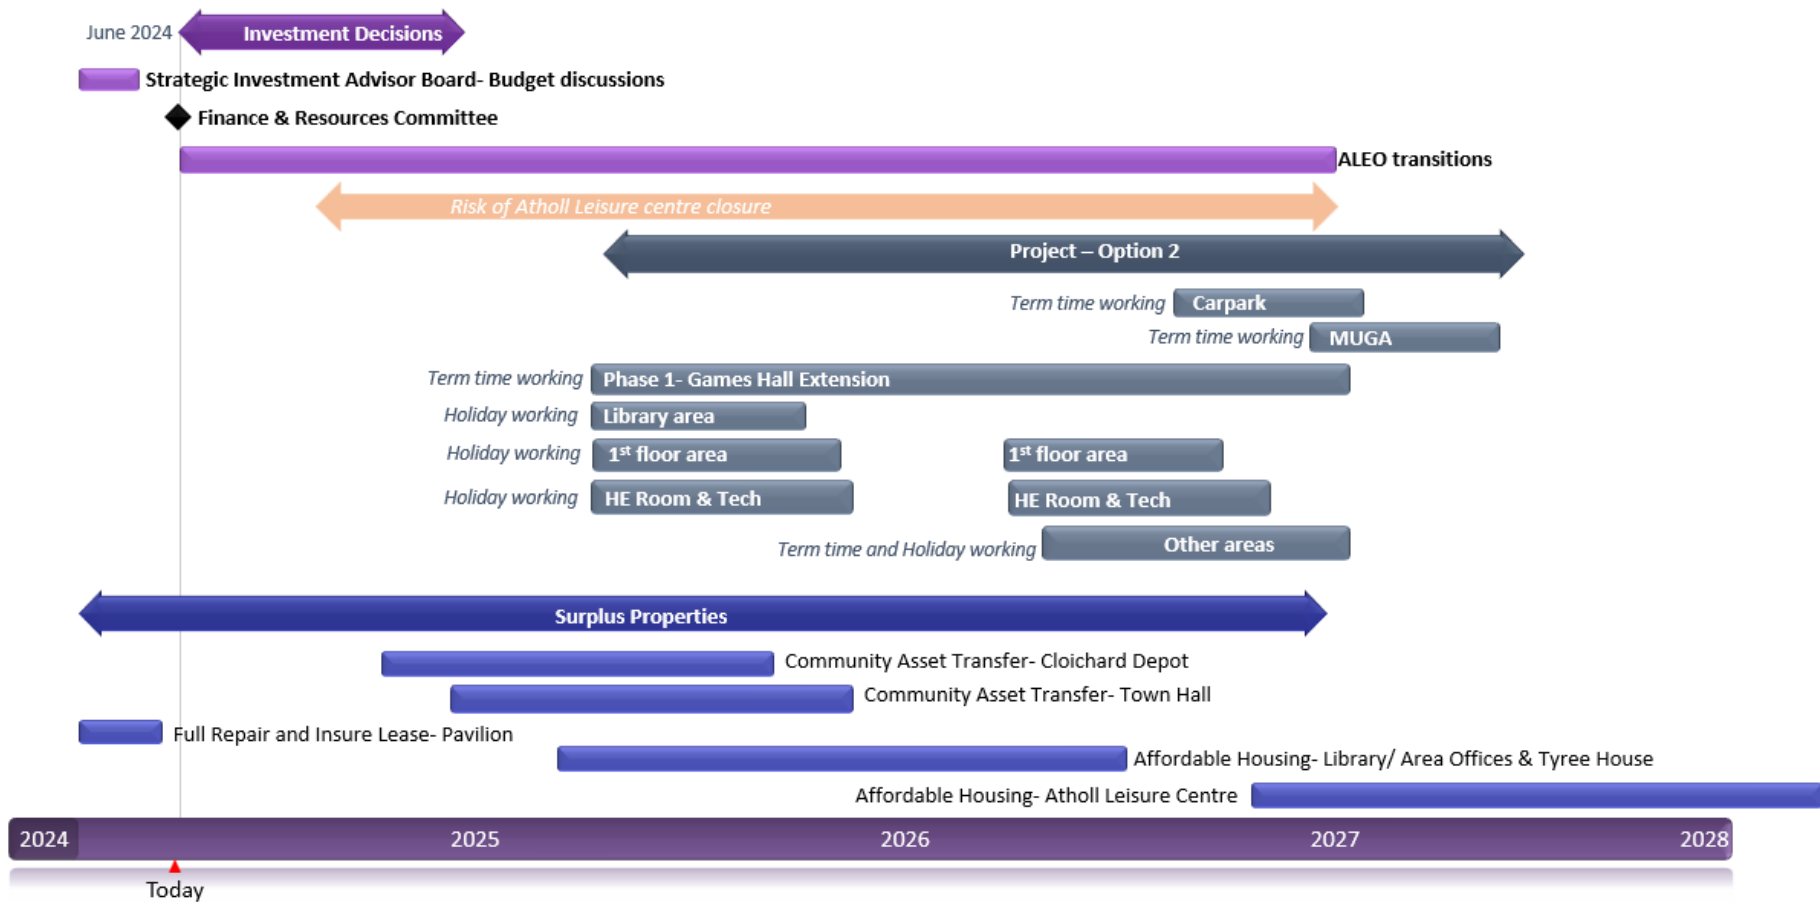 June 2024
Investment Decisions
Strategic Investment Advisor Board- Budget discussions
Finance & Resources Committee
ALEO transitions
Risk of Atholl Leisure centre closure
Project – Option 2
Term time working
Carpark
Term time working
MUGA
Term time working
Phase 1- Games Hall Extension
Holiday working
Library area
Holiday working
1st floor area
1st floor area
Holiday working
HE Room & Tech
HE Room & Tech
Term time and Holiday working
Other areas
Surplus Properties
Community Asset Transfer- Cloichard Depot
Community Asset Transfer- Town Hall
Full Repair and Insure Lease- Pavilion
Affordable Housing- Library/ Area Offices & Tyree House
Affordable Housing- Atholl Leisure Centre
2024
2025
2026
2027
2028
Today